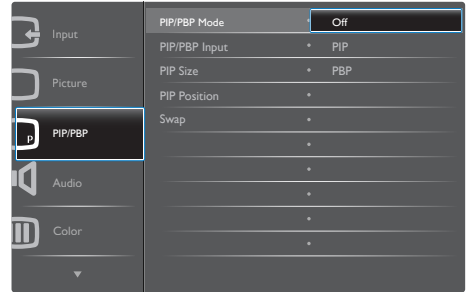 Input
Picture
P
PIP/PBP
Audio
Color
PIP/PBP Mode • Off
PIP/PBP Input • PIP
PIP Size • PBP
PIP Position •
Swap •
•
•
•
•
•